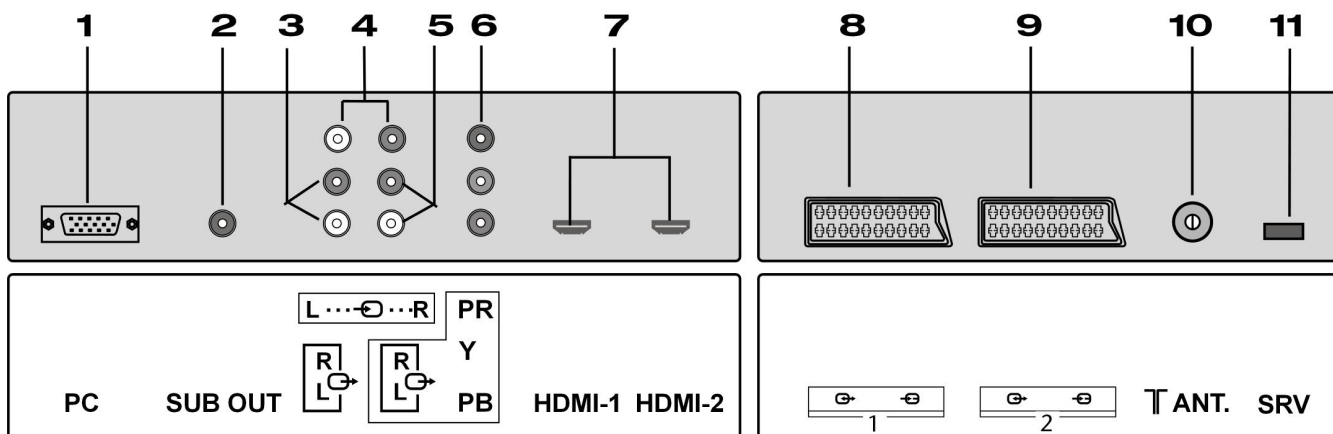 1 2 3 4 5 6 7 8 9 10 11
L R PR
R R Y
L L PB
PC SUB OUT HDMI-1 HDMI-2 ANT. SRV
1 2